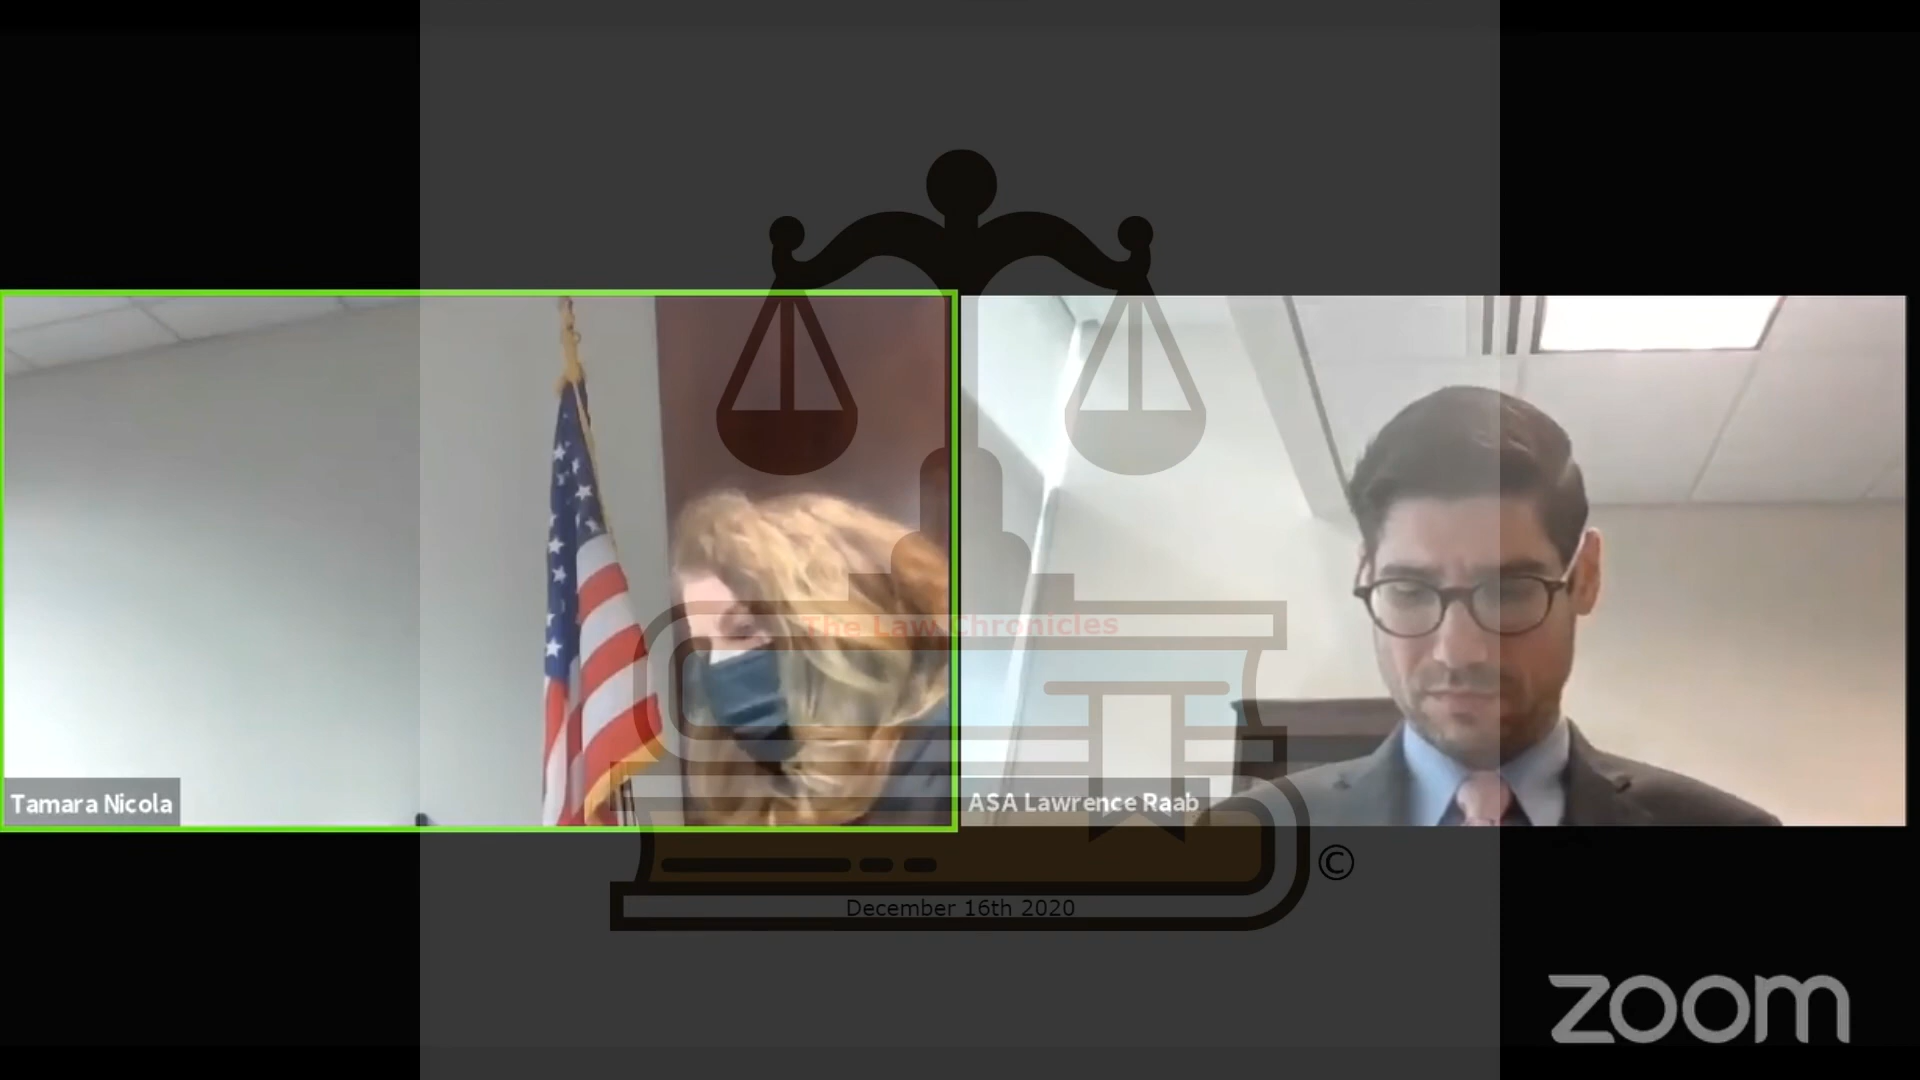 The Law Chronicles
Tamara Nicola
ASA Lawrence Raab
©
December 16th 2020
zoom